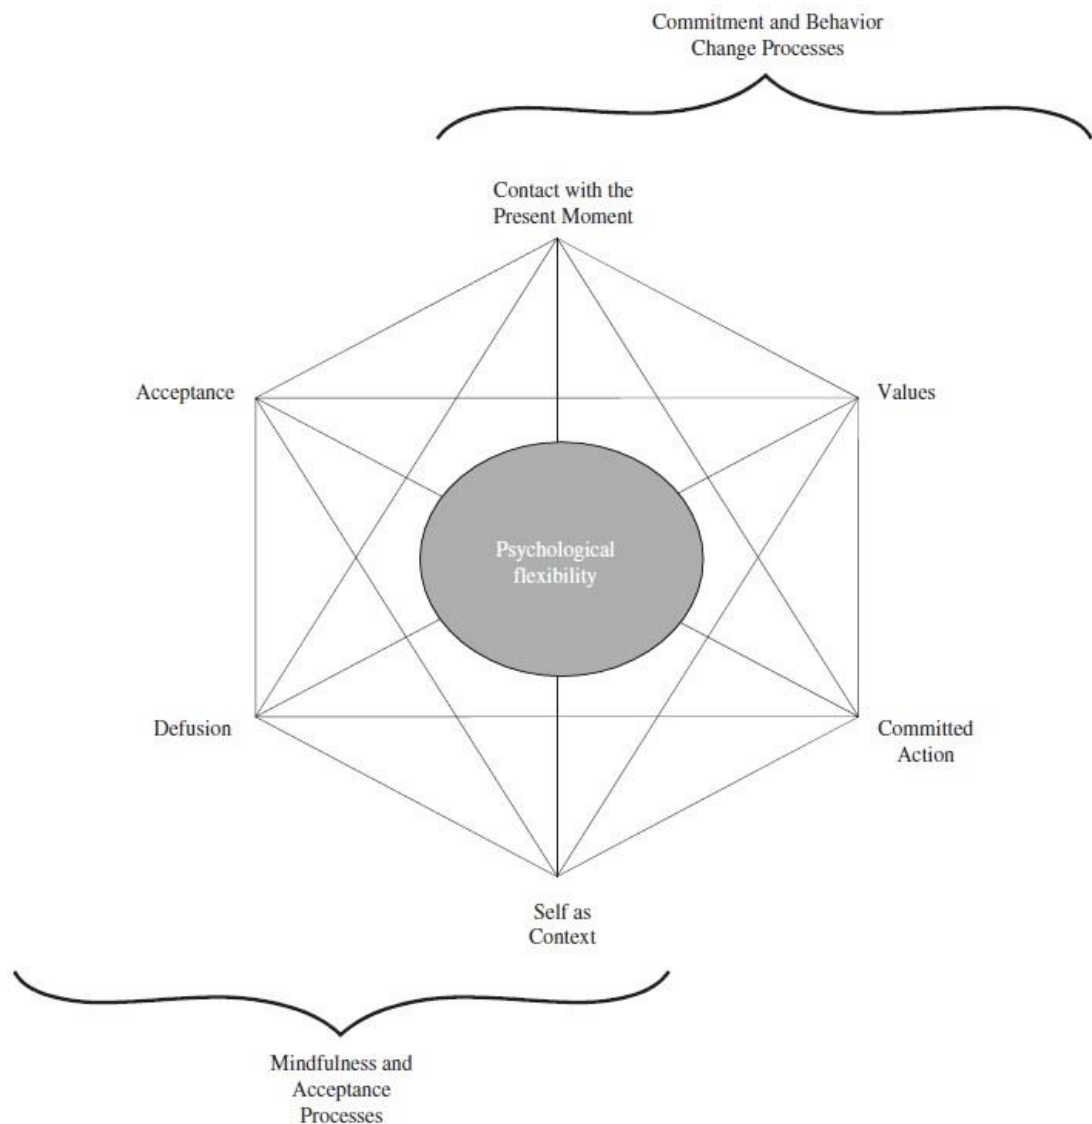 Commitment and Behavior
Change Processes
Contact with the
Present Moment
Acceptance
Values
Psychological
flexibility
Defusion
Committed
Action
Self as
Context
Mindfulness and
Acceptance
Processes